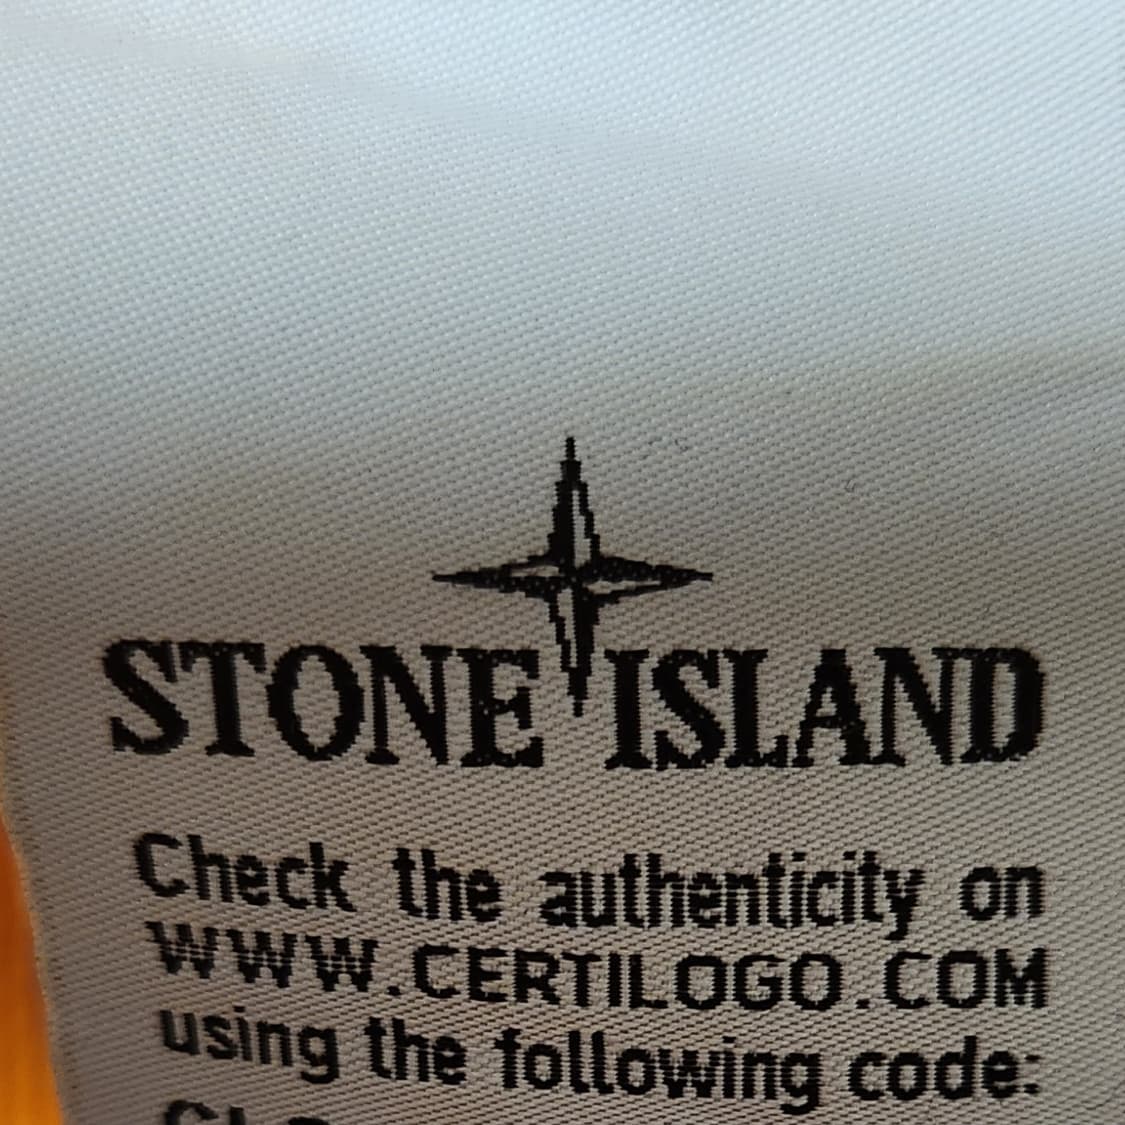 STONE ISLAND
Check the authenticity on
WWW.CERTILOGO.COM
using the following code: